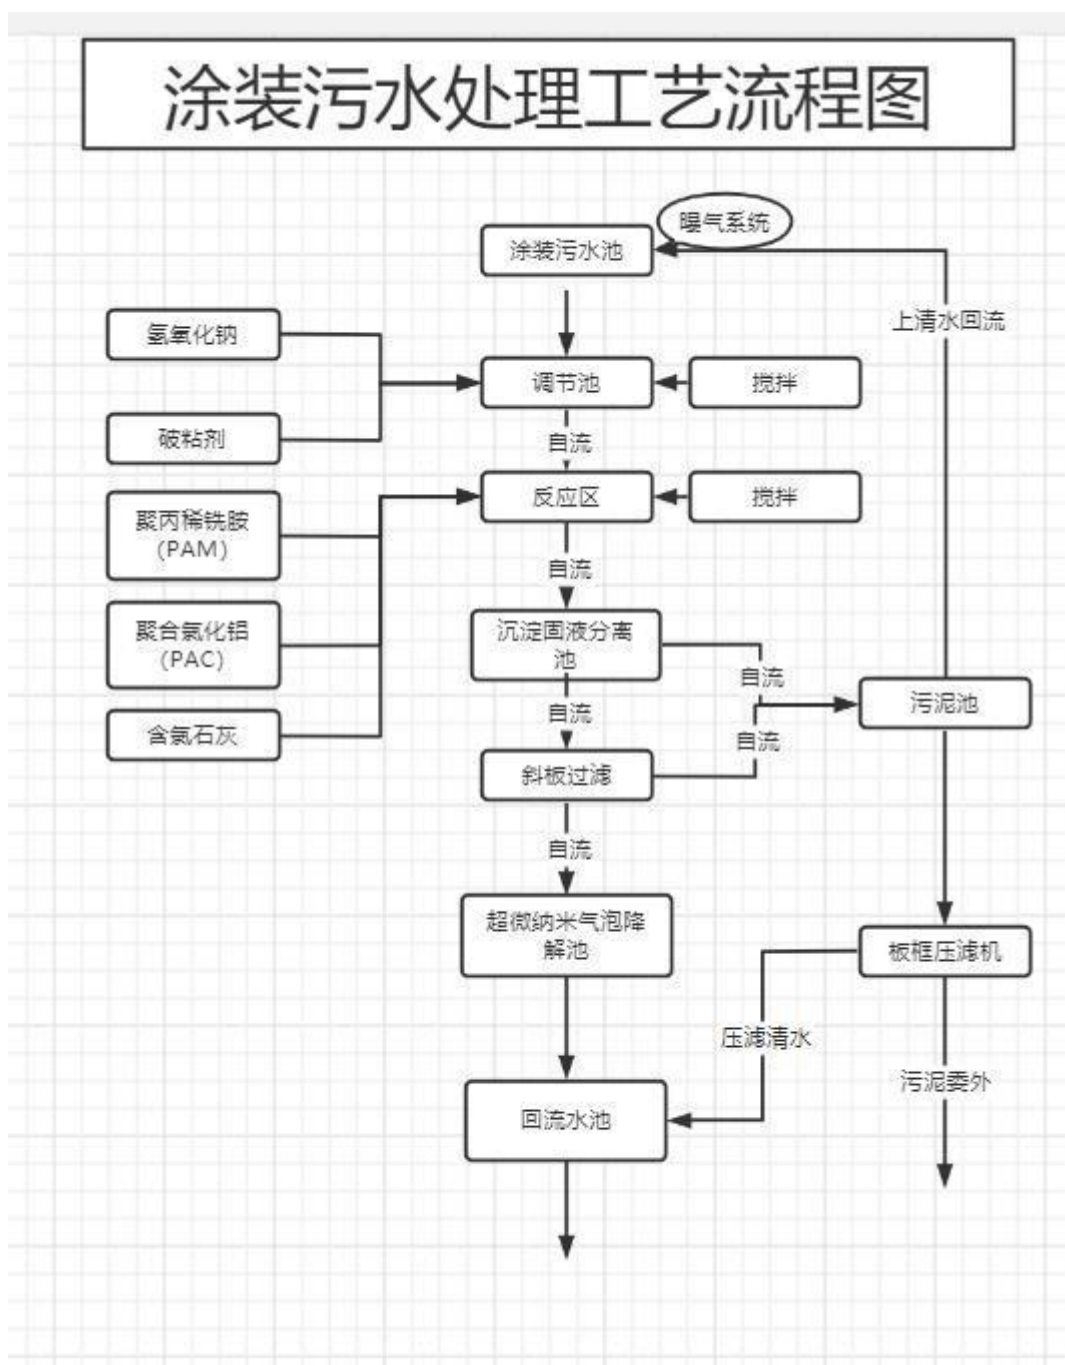 涂装污水处理工艺流程图
曝气系统
涂装污水池
上清水回流
氢氧化钠
调节池
搅拌
破粘剂
自流
聚丙稀铣胺
(PAM)
反应区
搅拌
自流
聚合氯化铝
(PAC)
沉淀固液分离
池
自流
污泥池
含氯石灰
自流
自流
斜板过滤
自流
超微纳米气泡降
解池
板框压滤机
压滤清水
污泥委外
回流水池